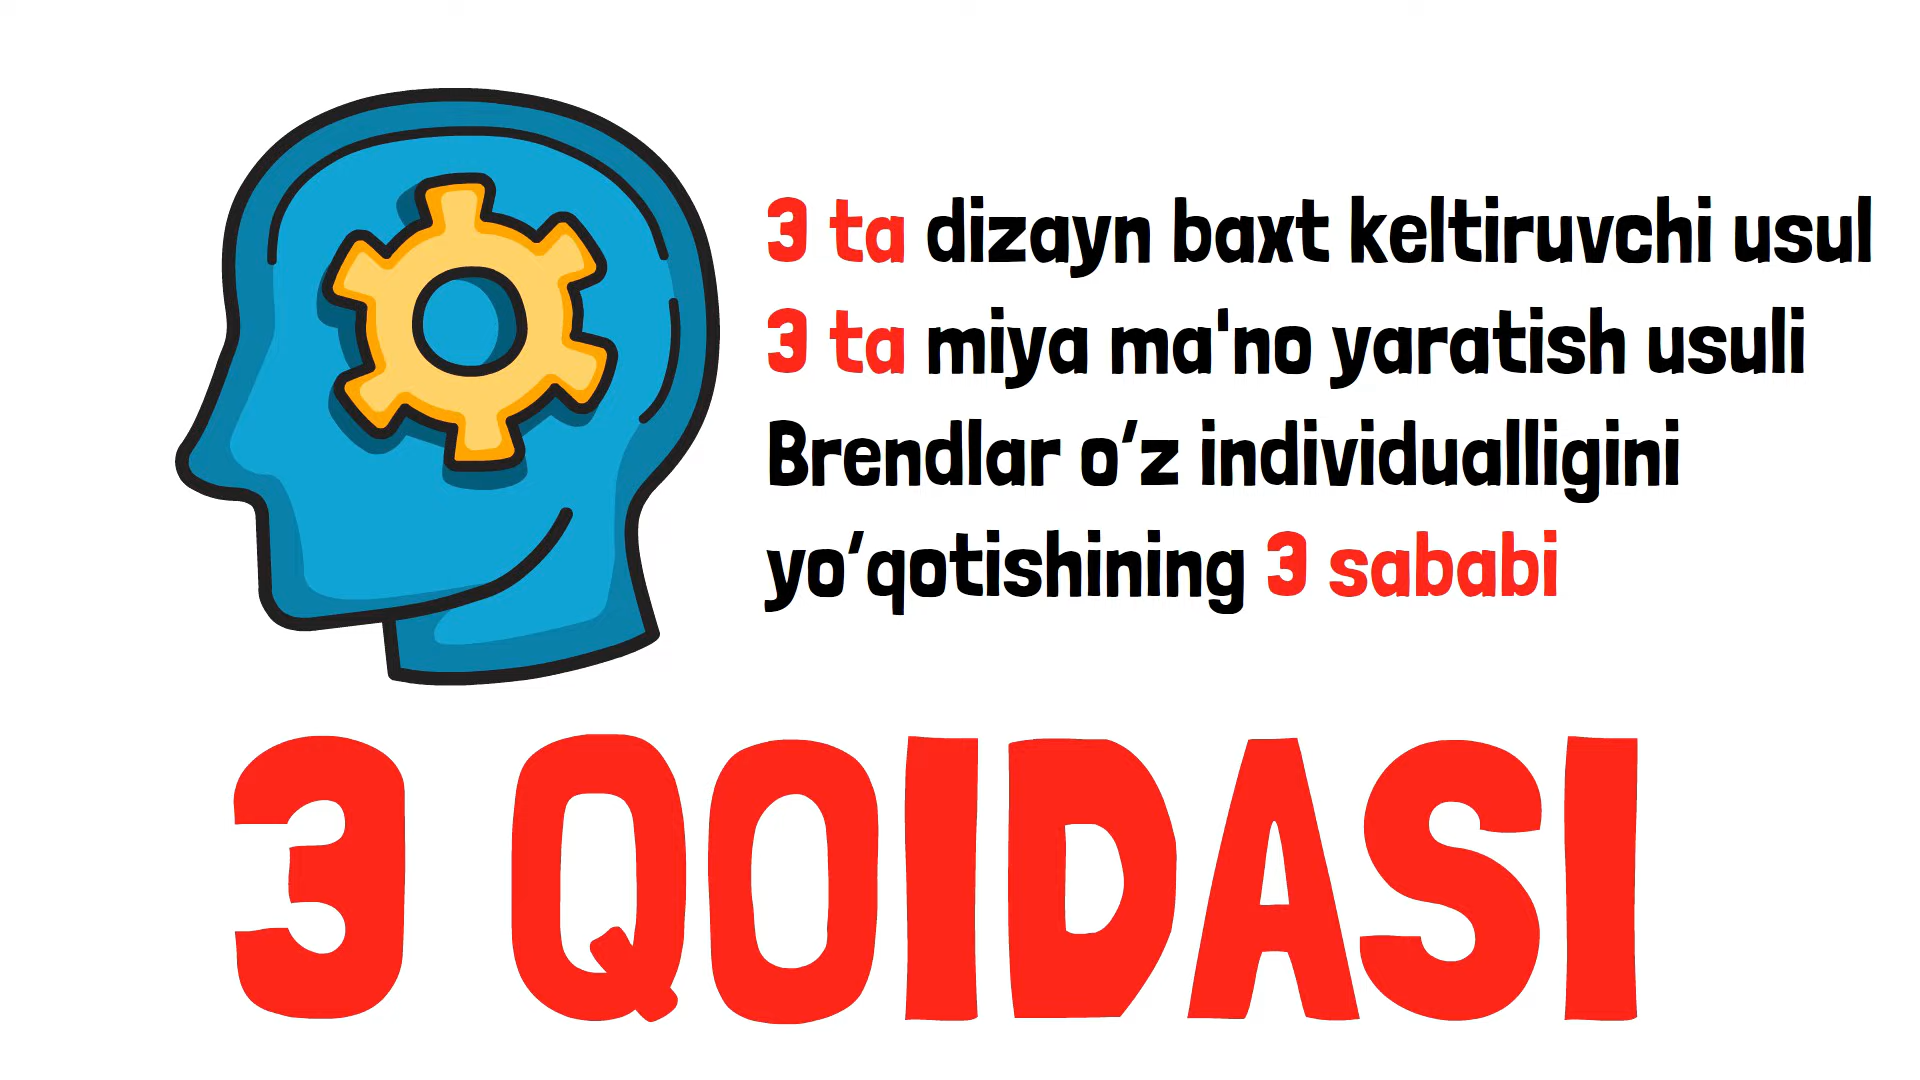 3 ta dizayn baxt keltiruvchi usul
3 ta miya ma'no yaratish usuli
Brendlar o‘z individualligini
yo‘qotishining 3 sababi
3 QOIDASI